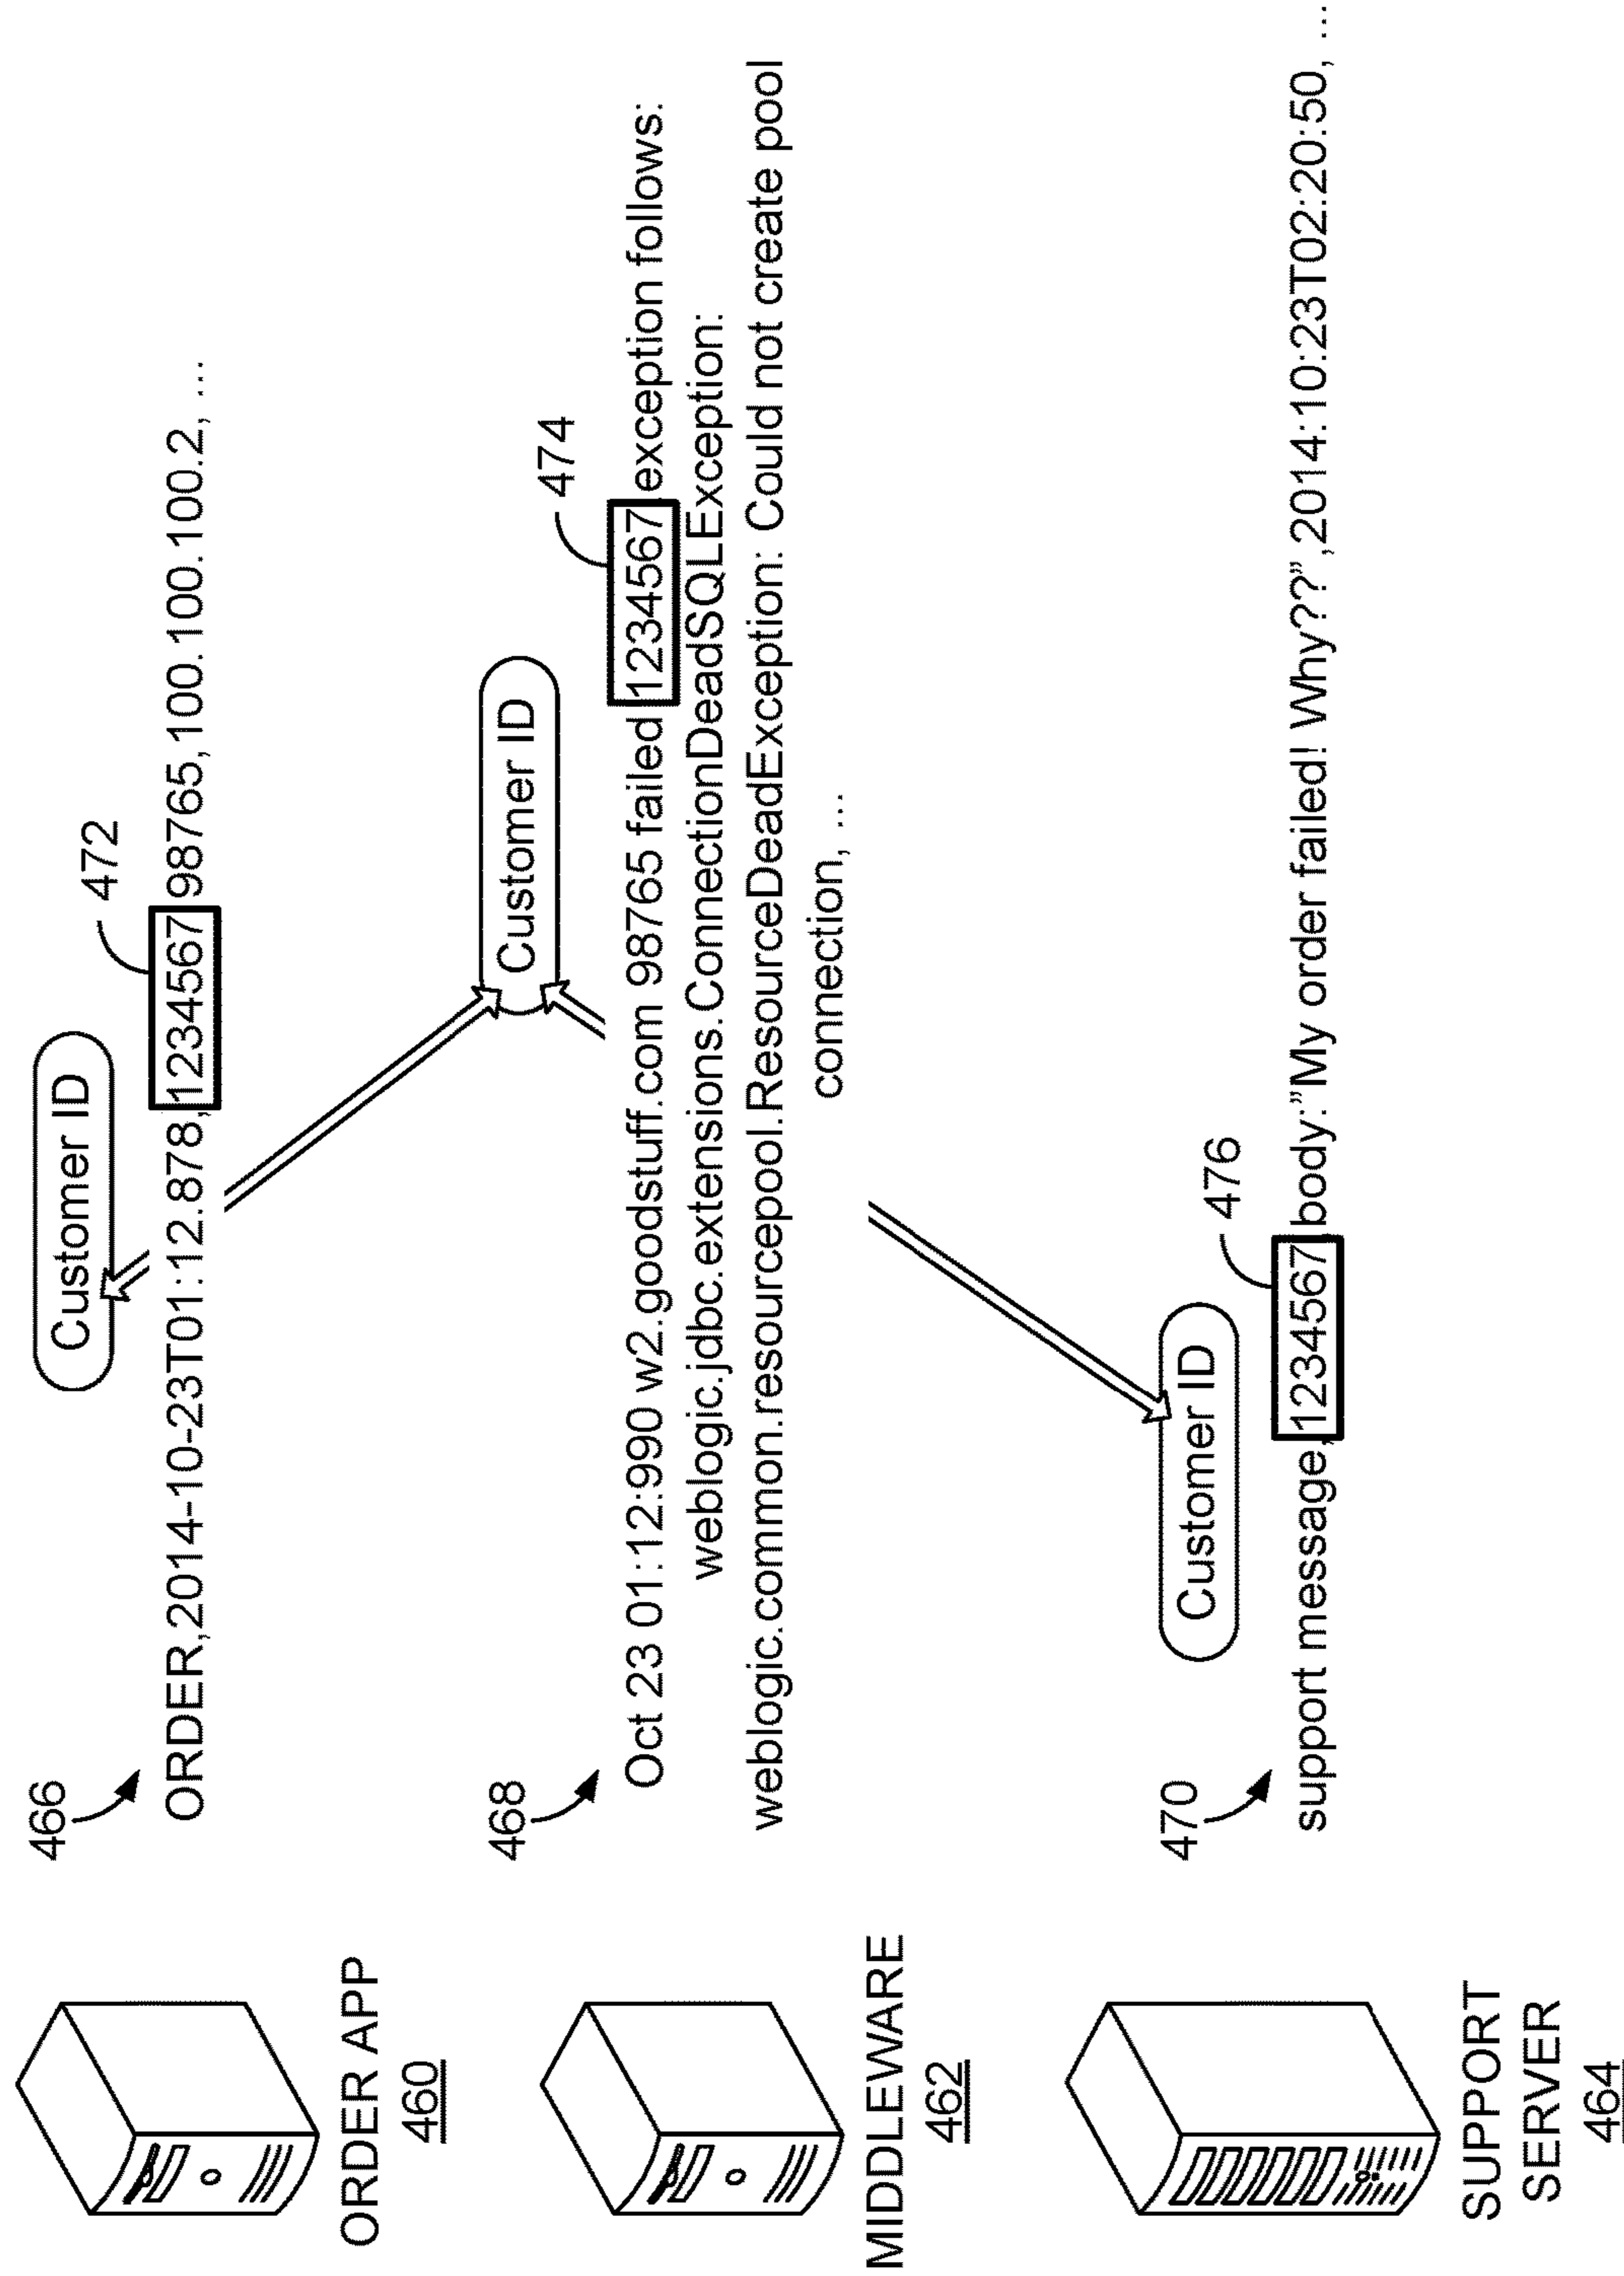 466
Customer ID
472
ORDER,2014-10-23T01:12.878,1234567 98765,100.100.100.2, ...
ORDER APP
460
468
Customer ID
474
Oct 23 01:12:990 w2.goodstuff.com 98765 failed 1234567 exception follows:
weblogic.jdbc.extensions.ConnectionDeadSQLException:
weblogic.common.resourcepool.ResourceDeadException: Could not create pool
connection, ...
MIDDLEWARE
462
470
Customer ID
476
support message,1234567 body:”My order failed! Why???”,2014:10:23T02:20:50, ...
SUPPORT
SERVER
464